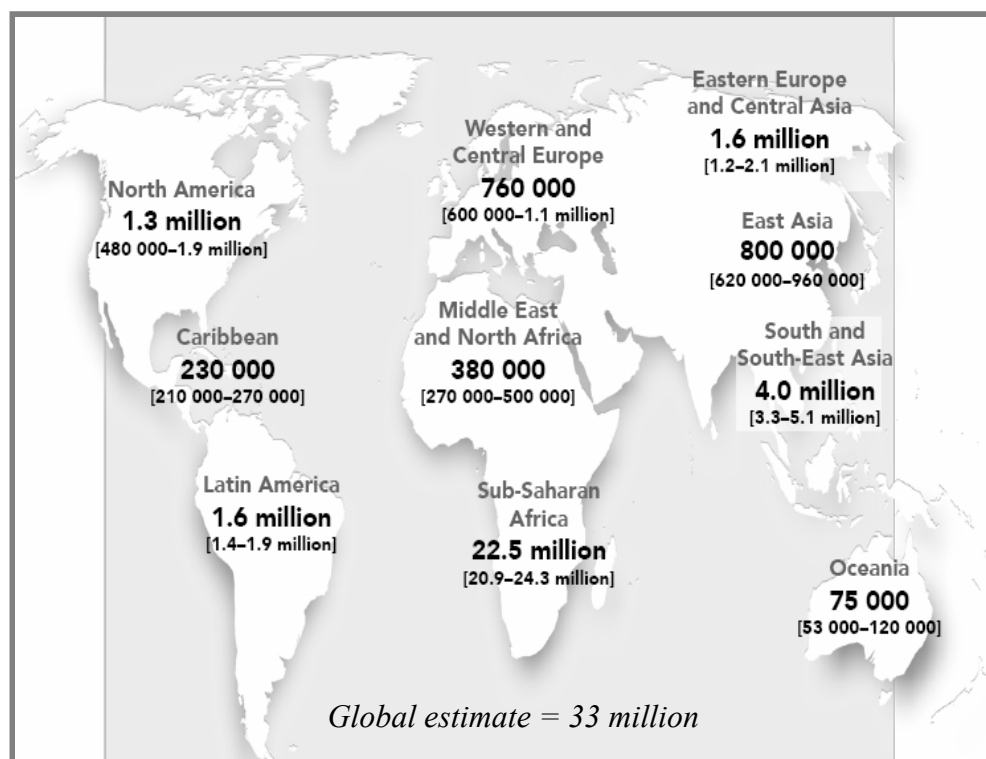 Eastern Europe
and Central Asia
1.6 million
[1.2–2.1 million]
Western and
Central Europe
760 000
[600 000–1.1 million]
North America
1.3 million
[480 000–1.9 million]
East Asia
800 000
[620 000–960 000]
Middle East
and North Africa
380 000
[270 000–500 000]
Caribbean
230 000
[210 000–270 000]
South and
South-East Asia
4.0 million
[3.3–5.1 million]
Latin America
1.6 million
[1.4–1.9 million]
Sub-Saharan
Africa
22.5 million
[20.9–24.3 million]
Oceania
75 000
[53 000–120 000]
Global estimate = 33 million